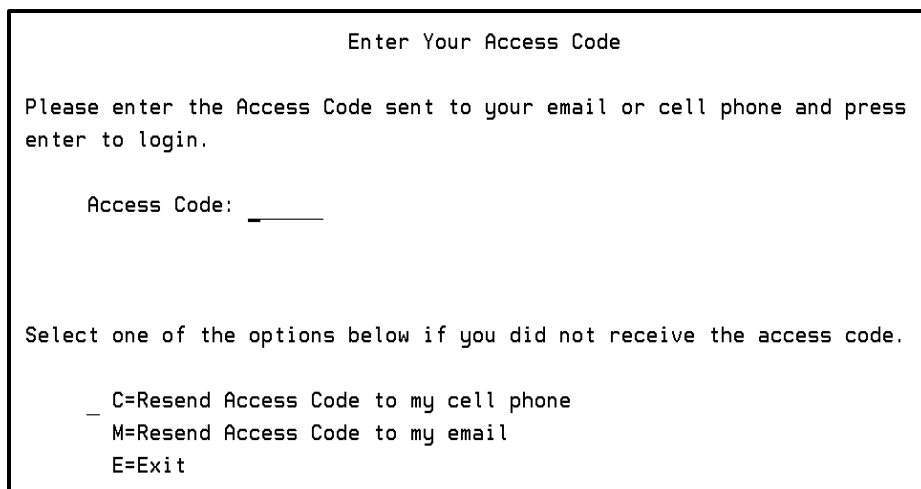 Enter Your Access Code
Please enter the Access Code sent to your email or cell phone and press
enter to login.
Access Code: ______
Select one of the options below if you did not receive the access code.
_ C=Resend Access Code to my cell phone
M=Resend Access Code to my email
E=Exit